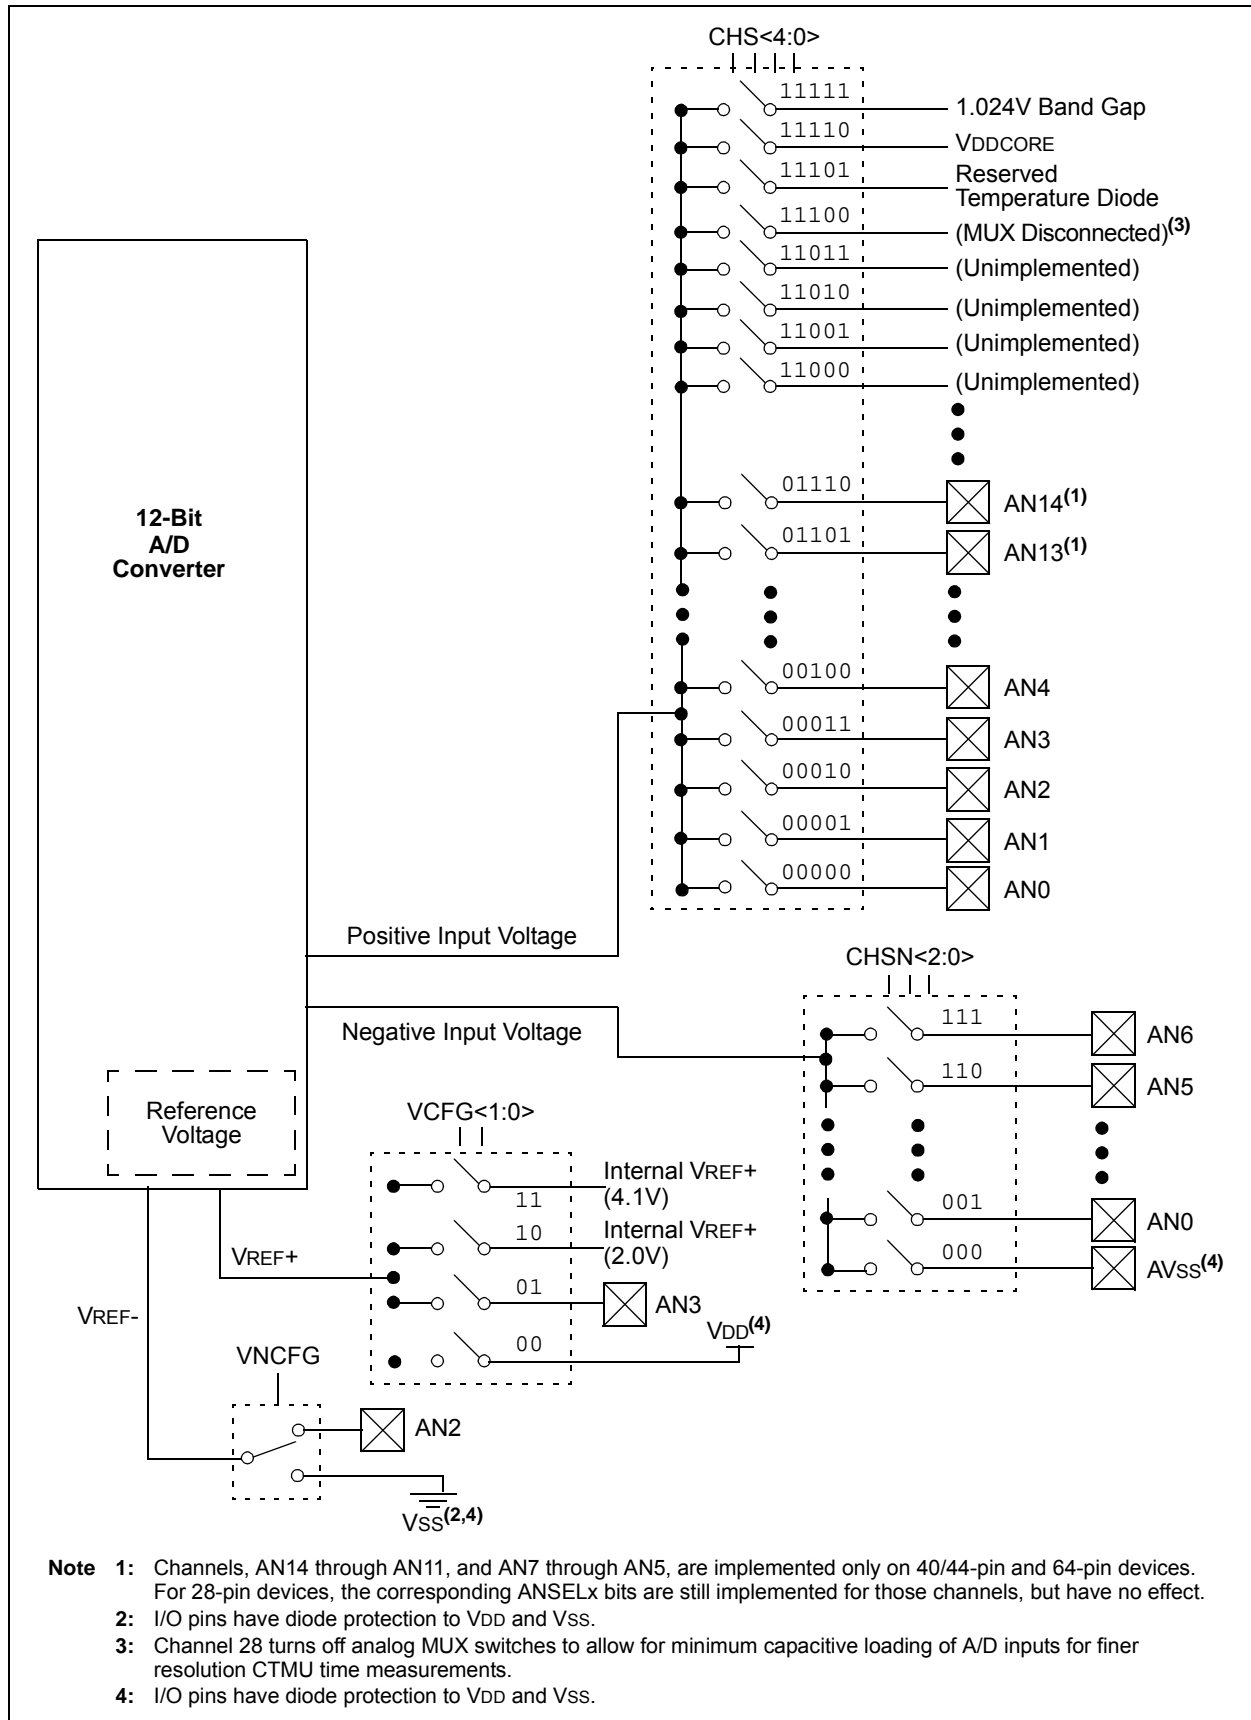 CHS<4:0>
11111
1.024V Band Gap
11110
VDDCORE
11101
Reserved
Temperature Diode
11100
(MUX Disconnected)(3)
11011
(Unimplemented)
11010
(Unimplemented)
11001
(Unimplemented)
11000
(Unimplemented)
01110
AN14(1)
12-Bit
A/D
Converter
01101
AN13(1)
00100
AN4
00011
AN3
00010
AN2
00001
AN1
00000
AN0
Positive Input Voltage
CHSN<2:0>
Negative Input Voltage
111
AN6
110
AN5
Reference
Voltage
VCFG<1:0>
11
Internal VREF+
(4.1V)
001
AN0
10
Internal VREF+
(2.0V)
000
AVSS(4)
VREF+
01
AN3
VREF-
VDD(4)
00
VNCFG
AN2
VSS(2,4)
Note 1: Channels, AN14 through AN11, and AN7 through AN5, are implemented only on 40/44-pin and 64-pin devices.
For 28-pin devices, the corresponding ANSELx bits are still implemented for those channels, but have no effect.
2: I/O pins have diode protection to VDD and VSS.
3: Channel 28 turns off analog MUX switches to allow for minimum capacitive loading of A/D inputs for finer
resolution CTMU time measurements.
4: I/O pins have diode protection to VDD and VSS.